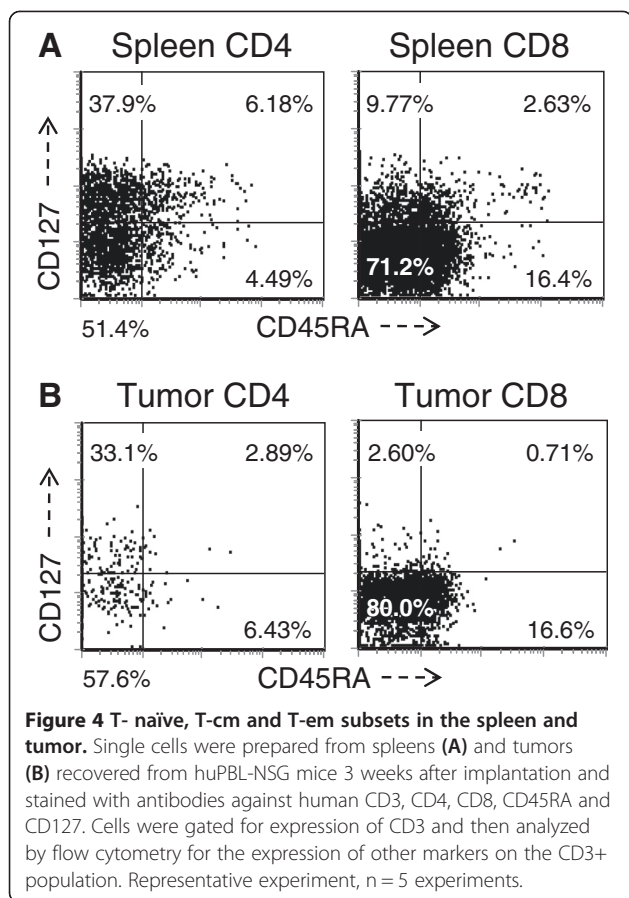 A Spleen CD4 Spleen CD8
37.9% 6.18% 9.77% 2.63%
CD127 --->
71.2%
4.49% 16.4%
51.4% CD45RA --->
B Tumor CD4 Tumor CD8
33.1% 2.89% 2.60% 0.71%
CD127 --->
80.0%
6.43% 16.6%
57.6% CD45RA --->
Figure 4 T- naïve, T-cm and T-em subsets in the spleen and
tumor. Single cells were prepared from spleens (A) and tumors
(B) recovered from huPBL-NSG mice 3 weeks after implantation and
stained with antibodies against human CD3, CD4, CD8, CD45RA and
CD127. Cells were gated for expression of CD3 and then analyzed
by flow cytometry for the expression of other markers on the CD3+
population. Representative experiment, n = 5 experiments.